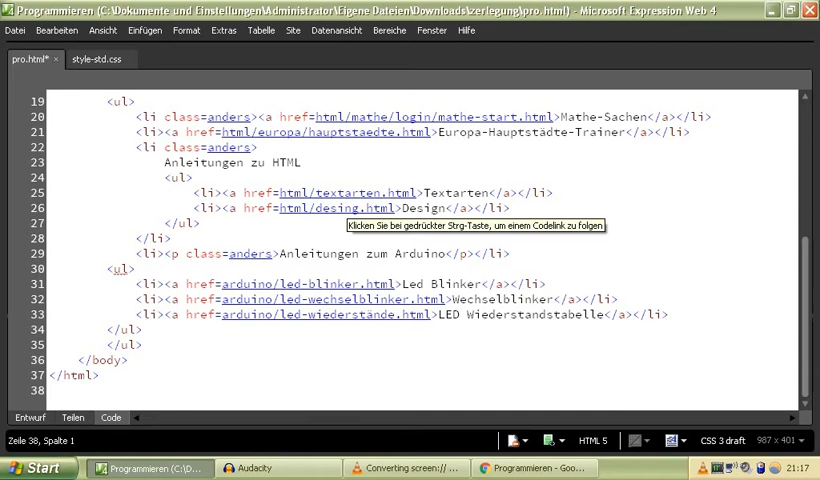 Programmieren (C:\Dokumente und Einstellungen\Administrator\Eigene Dateien\Downloads\zerlegung\pro.html) - Microsoft Expression Web 4
Datei Bearbeiten Ansicht Einfügen Format Extras Tabelle Site Datenansicht Bereiche Fenster Hilfe
pro.html* × style-std.css
19 <ul>
20 <li class=anders><a href=html/mathe/login/mathe-start.html>Mathe-Sachen</a></li>
21 <li><a href=html/europa/hauptstaedte.html>Europa-Hauptstädte-Trainer</a></li>
22 <li class=anders>
23 Anleitungen zu HTML
24 <ul>
25 <li><a href=html/textarten.html>Textarten</a></li>
26 <li><a href=html/desing.html>Design</a></li>
Klicken Sie bei gedrückter Strg-Taste, um einem Codelink zu folgen
27 </ul>
28 </li>
29 <li><p class=anders>Anleitungen zum Arduino</p></li>
30 <ul>
31 <li><a href=arduino/led-blinker.html>Led Blinker</a></li>
32 <li><a href=arduino/led-wechselblinker.html>Wechselblinker</a></li>
33 <li><a href=arduino/led-wiederstände.html>LED Wiederstandstabelle</a></li>
34 </ul>
35 </ul>
36 </body>
37 </html>
38
Entwurf Teilen Code
Zeile 38, Spalte 1 HTML 5 CSS 3 draft 987 × 401
Start Programmieren (C:\D... Audacity Converting screen:// ... Programmieren - Goo... 21:17